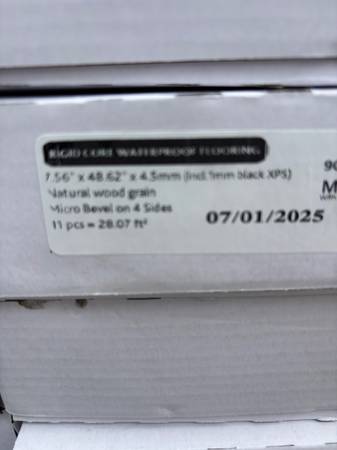 RIGID CORE WATERPROOF FLOORING
7.56" x 48.62" x 4.5mm (incl 1mm black XPS)
Natural wood grain
Micro Bevel on 4 Sides
11 pcs = 28.07 ft²
07/01/2025